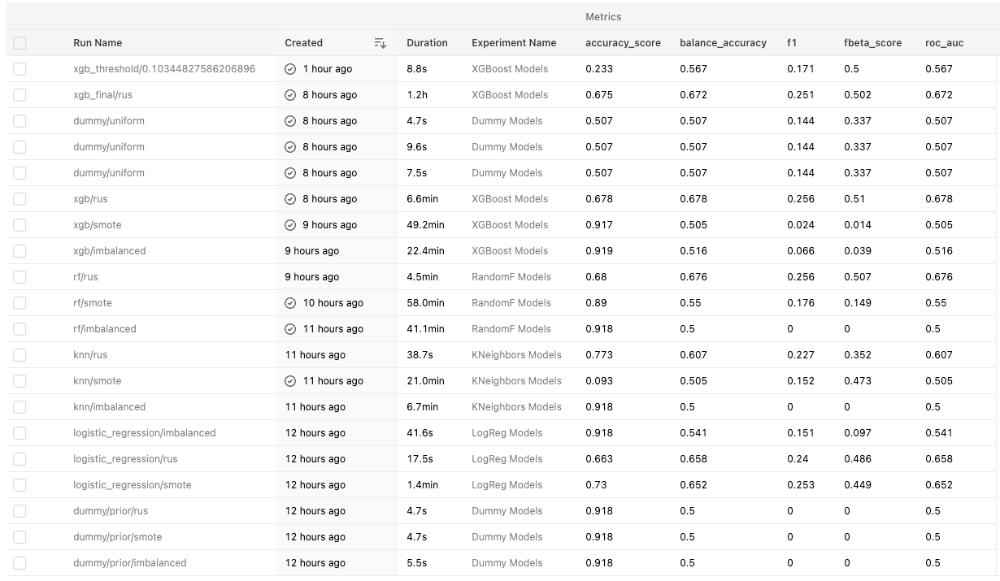 Metrics
Run Name Created Duration Experiment Name accuracy_score balance_accuracy f1 fbeta_score roc_auc
xgb_threshold/0.10344827586206896 1 hour ago 8.8s XGBoost Models 0.233 0.567 0.171 0.5 0.567
xgb_final/rus 8 hours ago 1.2h XGBoost Models 0.675 0.672 0.251 0.502 0.672
dummy/uniform 8 hours ago 4.7s Dummy Models 0.507 0.507 0.144 0.337 0.507
dummy/uniform 8 hours ago 9.6s Dummy Models 0.507 0.507 0.144 0.337 0.507
dummy/uniform 8 hours ago 7.5s Dummy Models 0.507 0.507 0.144 0.337 0.507
xgb/rus 8 hours ago 6.6min XGBoost Models 0.678 0.678 0.256 0.51 0.678
xgb/smote 9 hours ago 49.2min XGBoost Models 0.917 0.505 0.024 0.014 0.505
xgb/imbalanced 9 hours ago 22.4min XGBoost Models 0.919 0.516 0.066 0.039 0.516
rf/rus 9 hours ago 4.5min RandomF Models 0.68 0.676 0.256 0.507 0.676
rf/smote 10 hours ago 58.0min RandomF Models 0.89 0.55 0.176 0.149 0.55
rf/imbalanced 11 hours ago 41.1min RandomF Models 0.918 0.5 0 0 0.5
knn/rus 11 hours ago 38.7s KNeighbors Models 0.773 0.607 0.227 0.352 0.607
knn/smote 11 hours ago 21.0min KNeighbors Models 0.093 0.505 0.152 0.473 0.505
knn/imbalanced 11 hours ago 6.7min KNeighbors Models 0.918 0.5 0 0 0.5
logistic_regression/imbalanced 12 hours ago 41.6s LogReg Models 0.918 0.541 0.151 0.097 0.541
logistic_regression/rus 12 hours ago 17.5s LogReg Models 0.663 0.658 0.24 0.486 0.658
logistic_regression/smote 12 hours ago 1.4min LogReg Models 0.73 0.652 0.253 0.449 0.652
dummy/prior/rus 12 hours ago 4.7s Dummy Models 0.918 0.5 0 0 0.5
dummy/prior/smote 12 hours ago 4.7s Dummy Models 0.918 0.5 0 0 0.5
dummy/prior/imbalanced 12 hours ago 5.5s Dummy Models 0.918 0.5 0 0 0.5